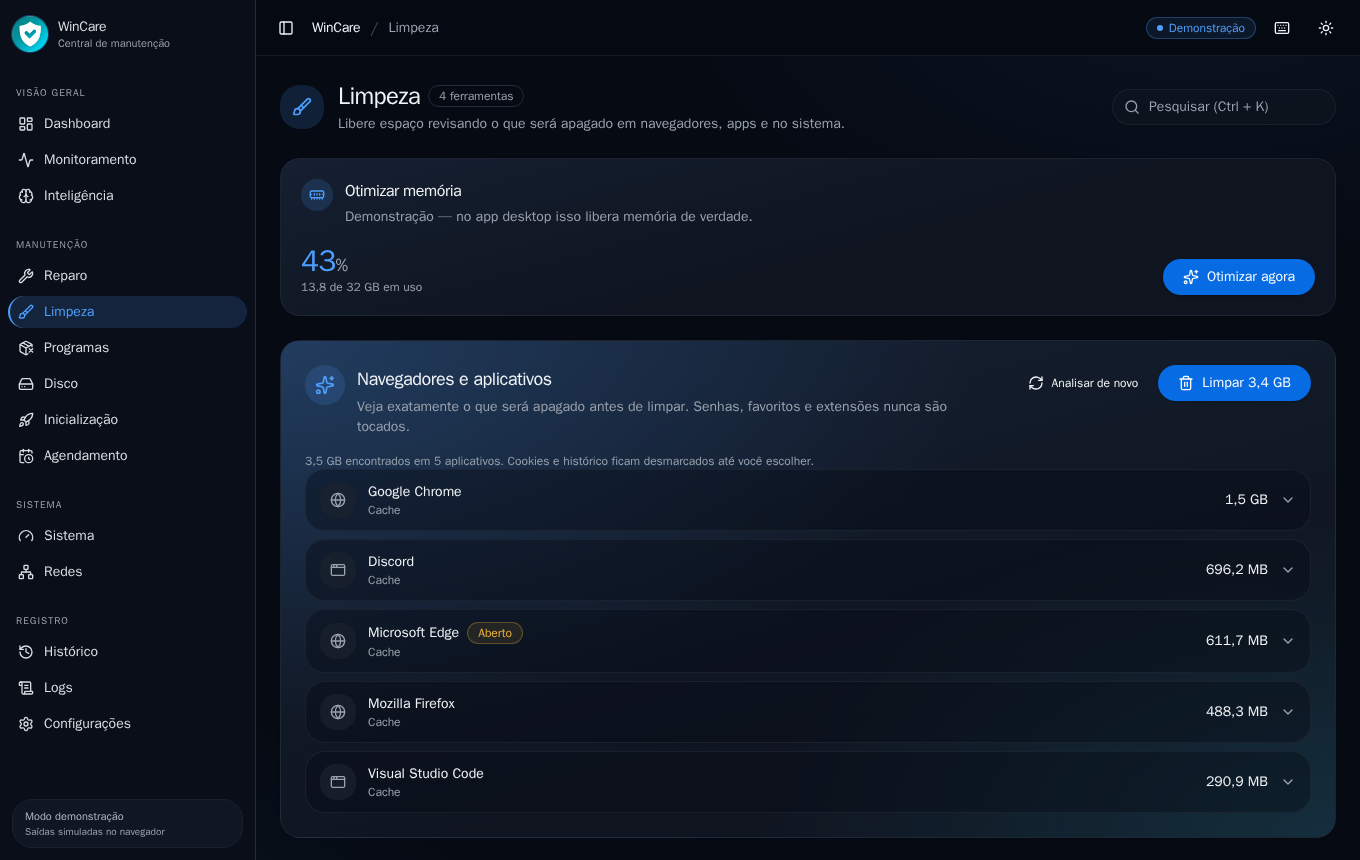 WinCare
Central de manutenção
VISÃO GERAL
Dashboard
Monitoramento
Inteligência
MANUTENÇÃO
Reparo
Limpeza
Programas
Disco
Inicialização
Agendamento
SISTEMA
Sistema
Redes
REGISTRO
Histórico
Logs
Configurações
Modo demonstração
Saídas simuladas no navegador
WinCare / Limpeza
Demonstração
Limpeza
4 ferramentas
Libere espaço revisando o que será apagado em navegadores, apps e no sistema.
Pesquisar (Ctrl + K)
Otimizar memória
Demonstração — no app desktop isso libera memória de verdade.
43%
13,8 de 32 GB em uso
Otimizar agora
Navegadores e aplicativos
Veja exatamente o que será apagado antes de limpar. Senhas, favoritos e extensões nunca são
tocados.
Analisar de novo
Limpar 3,4 GB
3,5 GB encontrados em 5 aplicativos. Cookies e histórico ficam desmarcados até você escolher.
Google Chrome
Cache
1,5 GB
Discord
Cache
696,2 MB
Microsoft Edge
Aberto
Cache
611,7 MB
Mozilla Firefox
Cache
488,3 MB
Visual Studio Code
Cache
290,9 MB